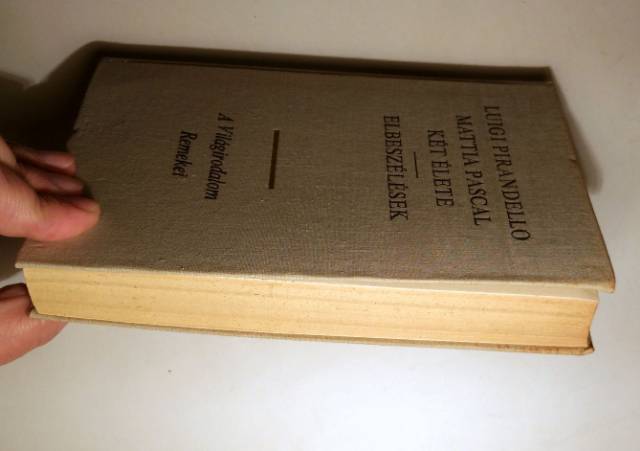 LUIGI PIRANDELLO
MATTIA PASCAL
KÉT ÉLETE
ELBESZÉLÉSEK
A Világirodalom
Remekei